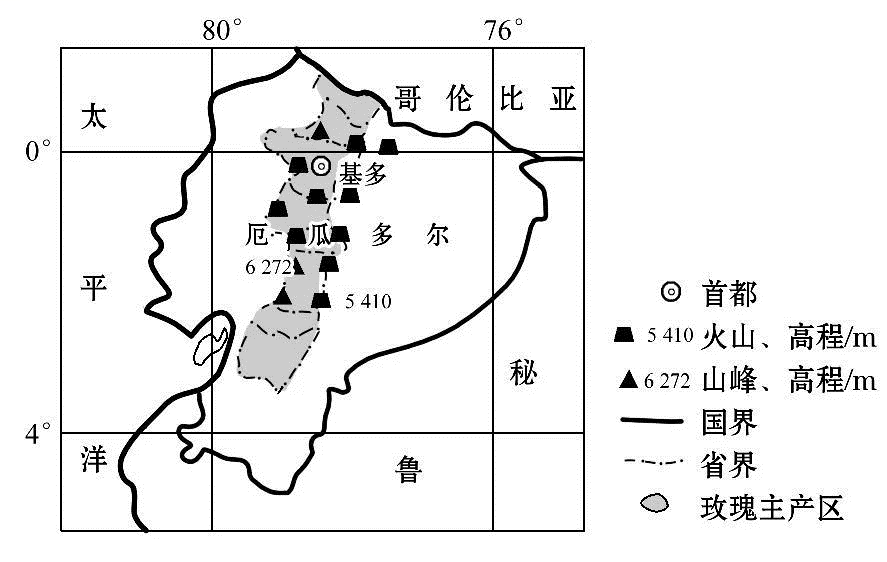 80° 76°
太 哥伦比亚
0°
基多
厄瓜多尔
6 272
平 5 410
秘
4°
洋 鲁
首都
5 410 火山、高程/m
6 272 山峰、高程/m
国界
省界
玫瑰主产区